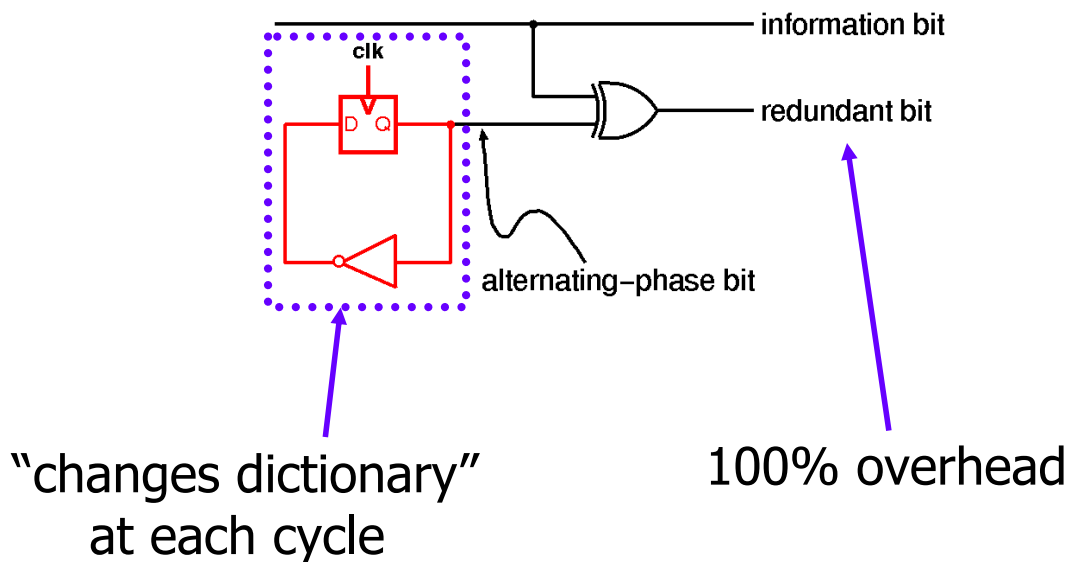 information bit
clk
redundant bit
D Q
alternating−phase bit
“changes dictionary”
at each cycle
100% overhead